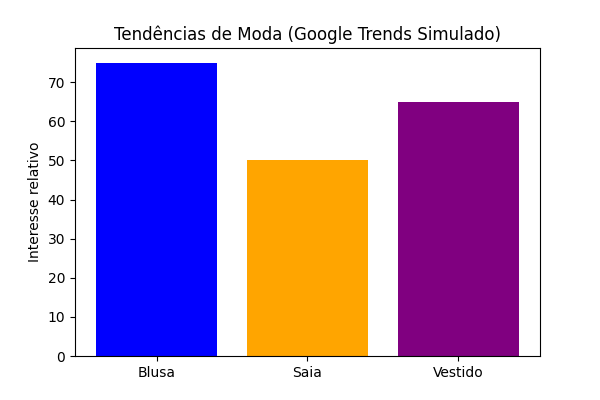 Tendências de Moda (Google Trends Simulado)
Interesse relativo
70
60
50
40
30
20
10
0
Blusa Saia Vestido